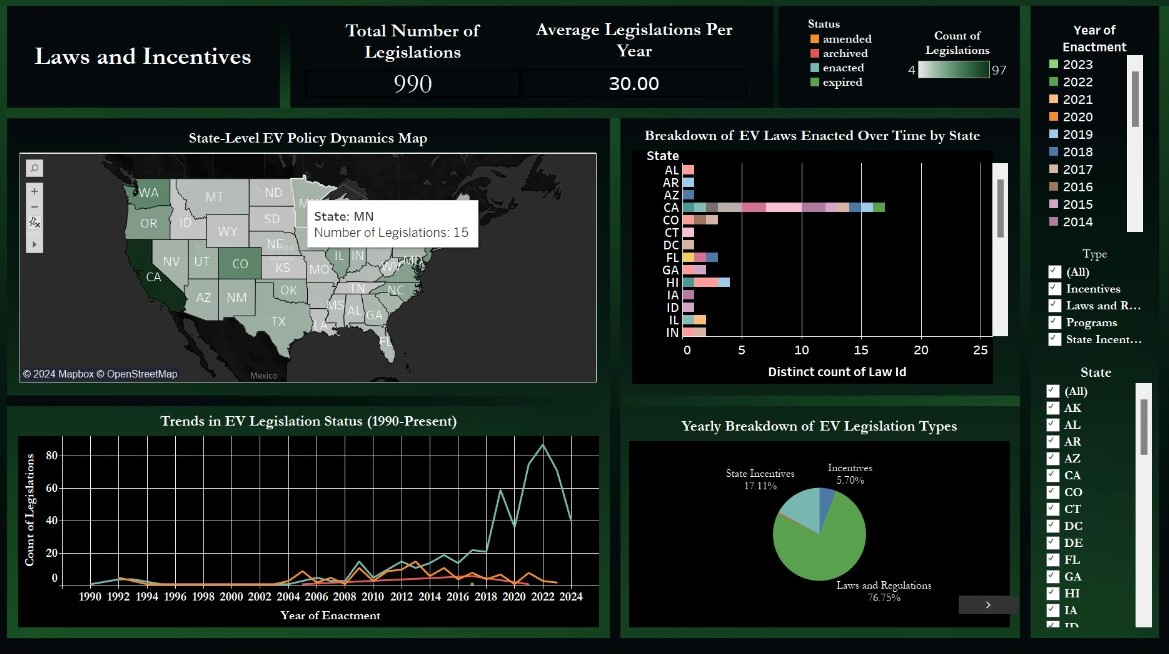 Laws and Incentives
Total Number of
Legislations
990
Average Legislations Per
Year
30.00
Status
amended
archived
enacted
expired
Count of
Legislations
4
97
Year of
Enactment
2023
2022
2021
2020
2019
2018
2017
2016
2015
2014
Type
(All)
Incentives
Laws and R...
Programs
State Incent...
State
(All)
AK
AL
AR
AZ
CA
CO
CT
DC
DE
FL
GA
HI
IA
ID
State-Level EV Policy Dynamics Map
WA
MT
ND
OR
ID
SD
WY
NE
NV
UT
CO
KS
MO
IL
IN
WV
MD
CA
AZ
NM
OK
TN
NC
TX
MS
AL
GA
LA
FL
State: MN
Number of Legislations: 15
Mexico
© 2024 Mapbox © OpenStreetMap
Breakdown of EV Laws Enacted Over Time by State
State
AL
AR
AZ
CA
CO
CT
DC
FL
GA
HI
IA
ID
IL
IN
0 5 10 15 20 25
Distinct count of Law Id
Trends in EV Legislation Status (1990-Present)
Count of Legislations
80
60
40
20
0
1990 1992 1994 1996 1998 2000 2002 2004 2006 2008 2010 2012 2014 2016 2018 2020 2022 2024
Year of Enactment
Yearly Breakdown of EV Legislation Types
State Incentives
17.11%
Incentives
5.70%
Laws and Regulations
76.75%